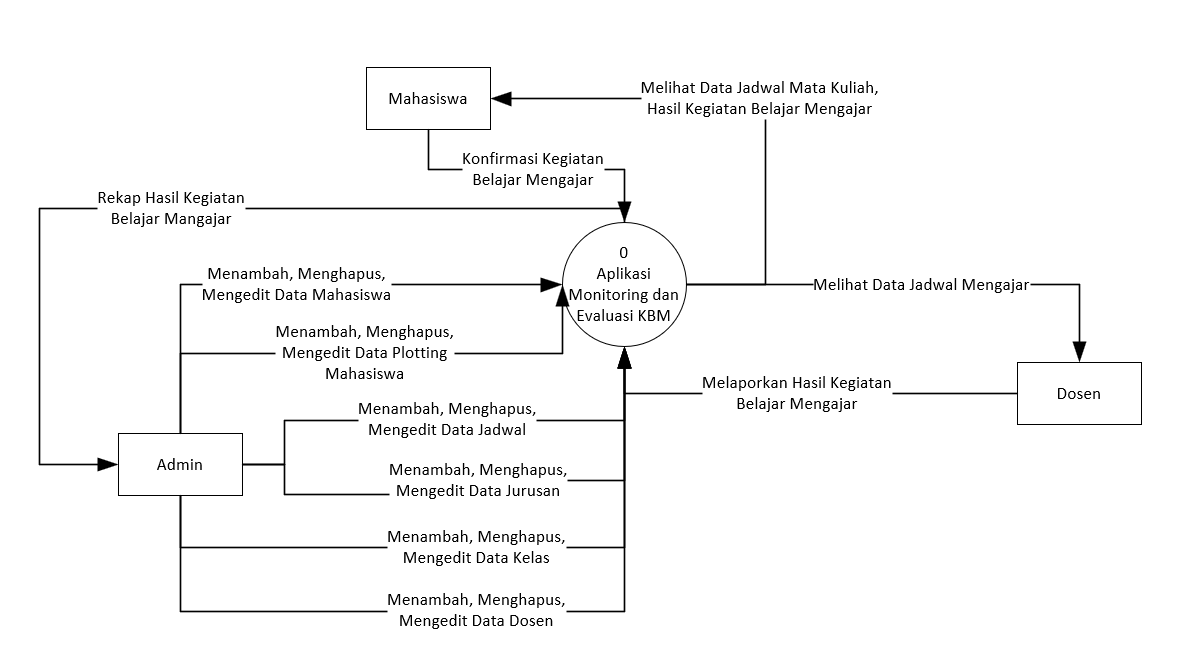 Mahasiswa
Melihat Data Jadwal Mata Kuliah,
Hasil Kegiatan Belajar Mengajar
Konfirmasi Kegiatan
Belajar Mengajar
Rekap Hasil Kegiatan
Belajar Mangajar
0
Aplikasi
Monitoring dan
Evaluasi KBM
Menambah, Menghapus,
Mengedit Data Mahasiswa
Melihat Data Jadwal Mengajar
Menambah, Menghapus,
Mengedit Data Plotting
Mahasiswa
Melaporkan Hasil Kegiatan
Belajar Mengajar
Dosen
Menambah, Menghapus,
Mengedit Data Jadwal
Admin
Menambah, Menghapus,
Mengedit Data Jurusan
Menambah, Menghapus,
Mengedit Data Kelas
Menambah, Menghapus,
Mengedit Data Dosen